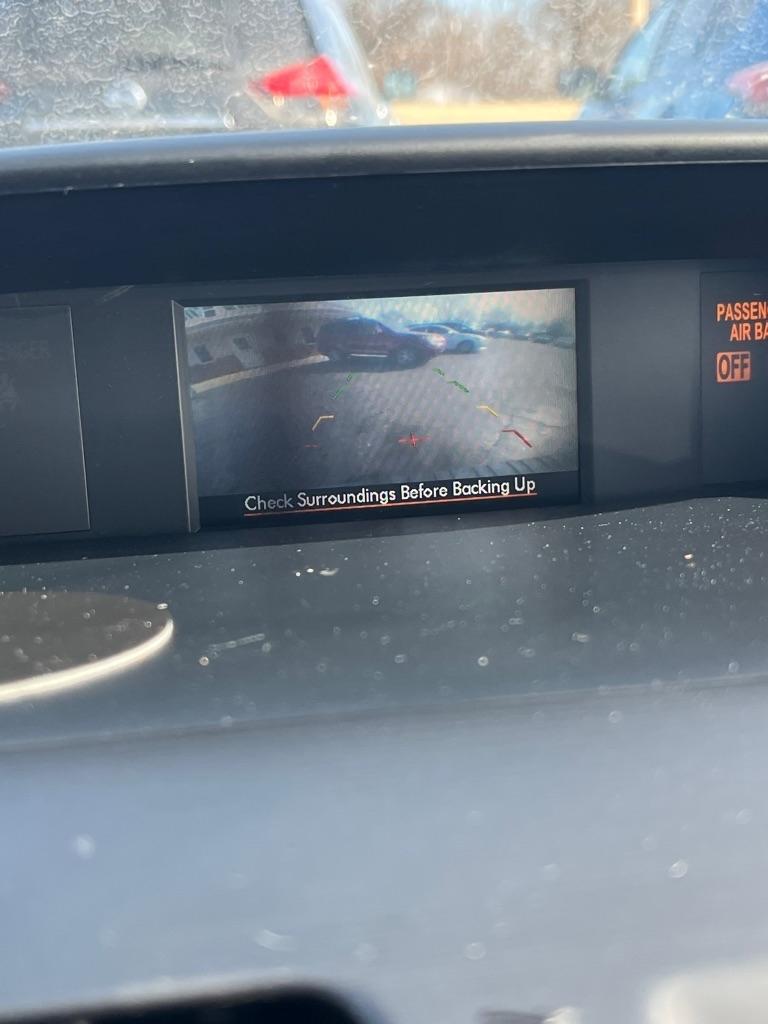 PASSEN
AIR BA
OFF
Check Surroundings Before Backing Up